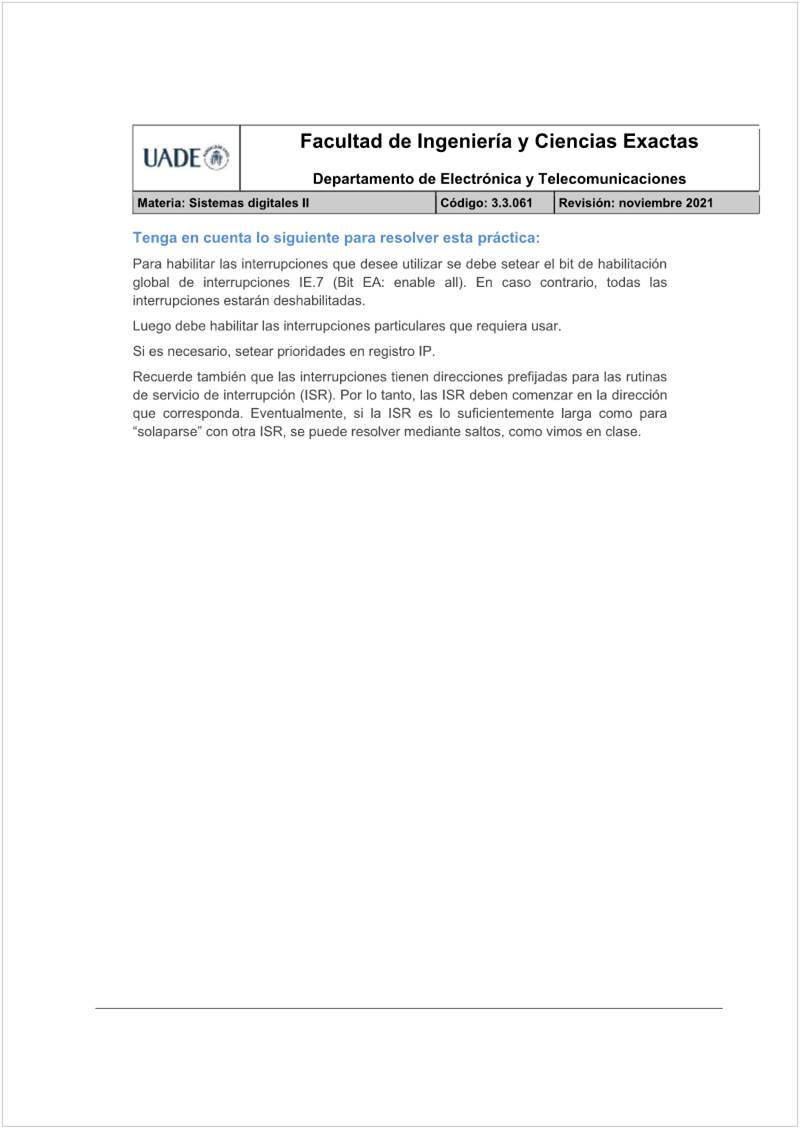 UADE
Facultad de Ingeniería y Ciencias Exactas
Departamento de Electrónica y Telecomunicaciones
Materia: Sistemas digitales II
Código: 3.3.061
Revisión: noviembre 2021
Tenga en cuenta lo siguiente para resolver esta práctica:
Para habilitar las interrupciones que desee utilizar se debe setear el bit de habilitación
global de interrupciones IE.7 (Bit EA: enable all). En caso contrario, todas las
interrupciones estarán deshabilitadas.
Luego debe habilitar las interrupciones particulares que requiera usar.
Si es necesario, setear prioridades en registro IP.
Recuerde también que las interrupciones tienen direcciones prefijadas para las rutinas
de servicio de interrupción (ISR). Por lo tanto, las ISR deben comenzar en la dirección
que corresponda. Eventualmente, si la ISR es lo suficientemente larga como para
“solaparse” con otra ISR, se puede resolver mediante saltos, como vimos en clase.